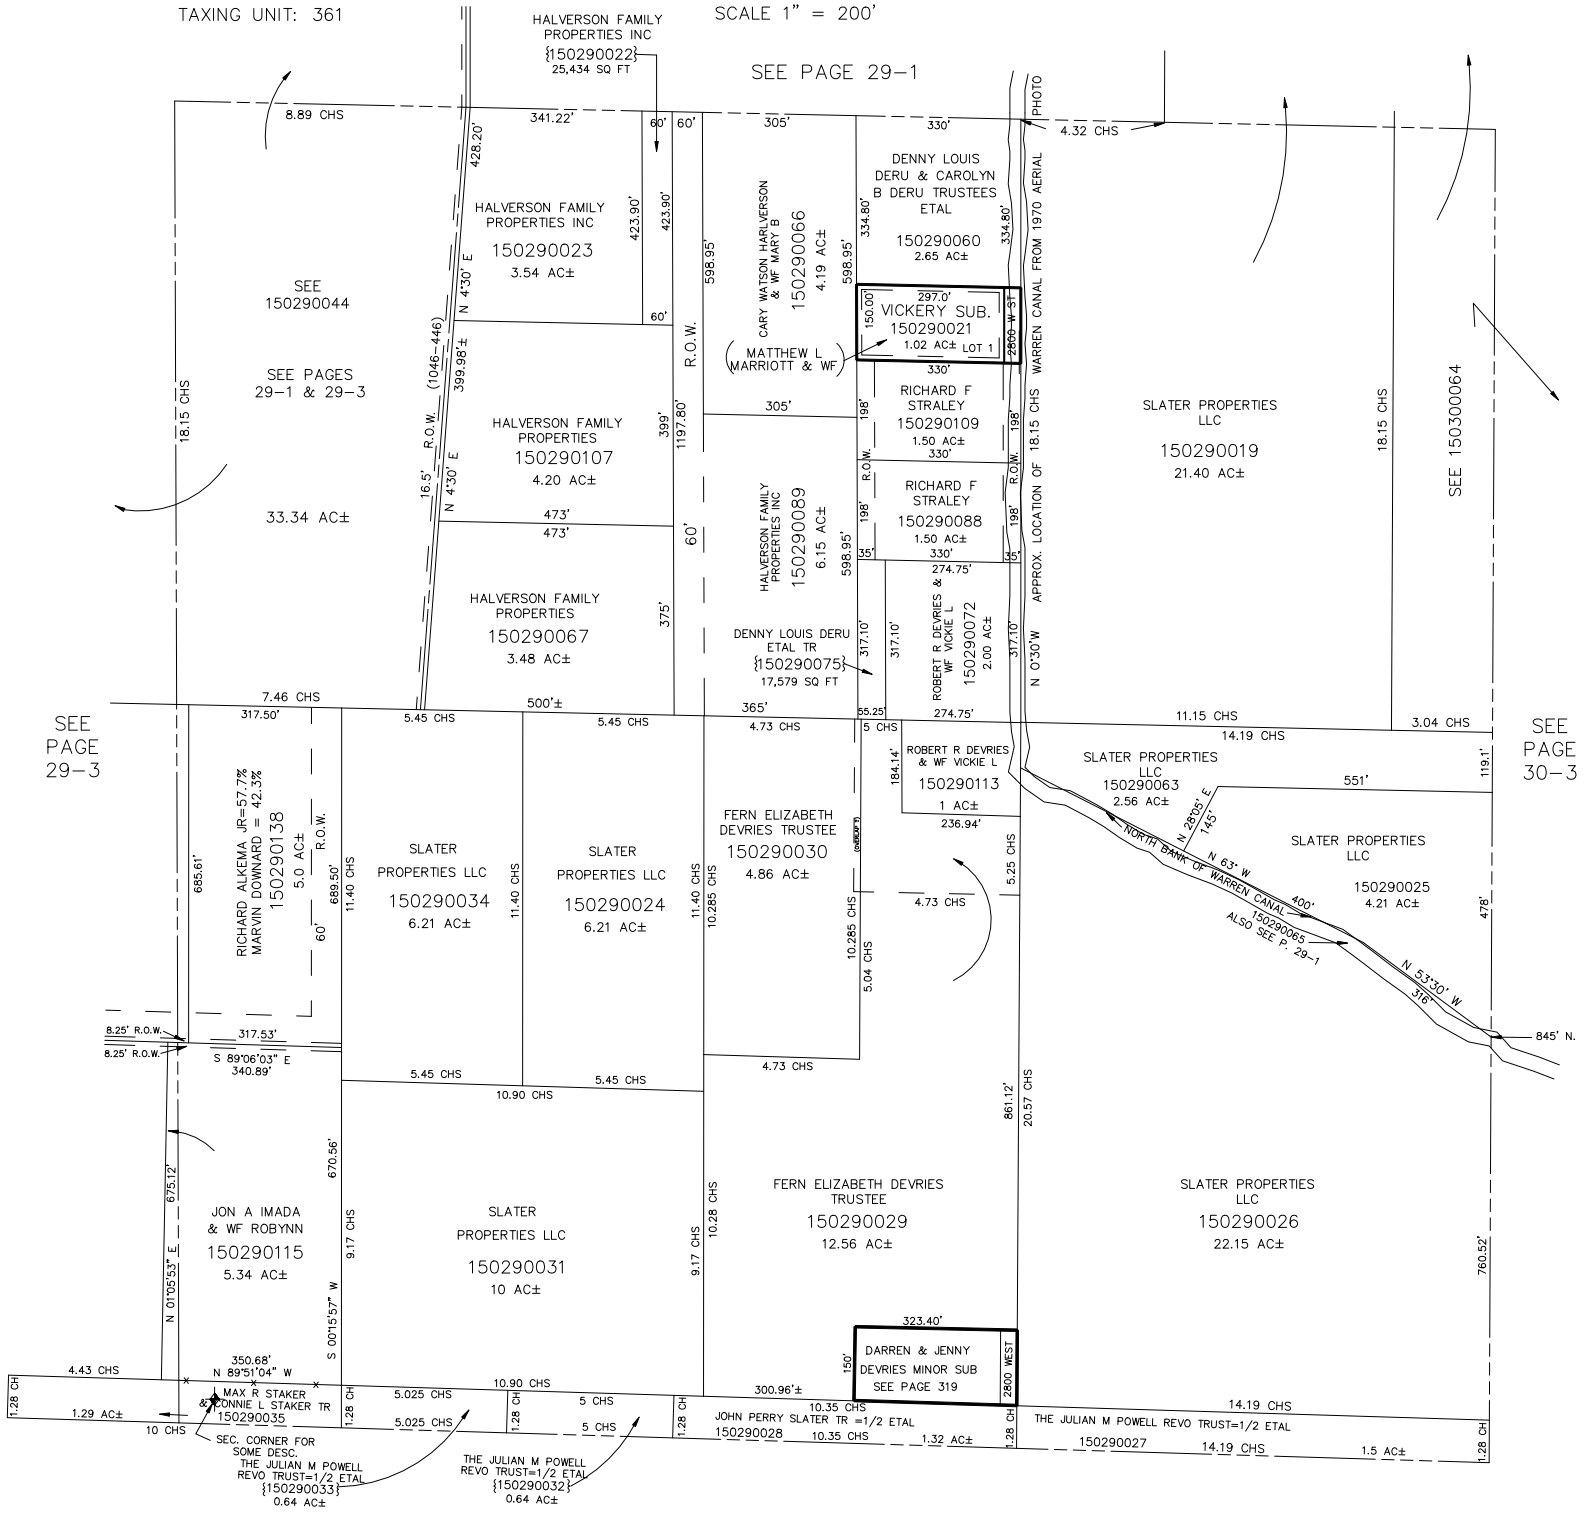 TAXING UNIT: 361
SCALE 1" = 200'
HALVERSON FAMILY
PROPERTIES INC
{150290022}
25,434 SQ FT
SEE PAGE 29-1
8.89 CHS
341.22'
60'
60'
305'
330'
4.32 CHS
PHOTO
428.20'
HALVERSON FAMILY
PROPERTIES INC
150290023
3.54 AC±
423.90'
423.90'
60'
N 4°30' E
598.95'
CARY WATSON HARLVERSON
& WF MARY B
150290066
4.19 AC±
598.95'
DENNY LOUIS
DERU & CAROLYN
B DERU TRUSTEES
ETAL
150290060
2.65 AC±
334.80'
334.80'
APPROX. LOCATION OF 18.15 CHS WARREN CANAL FROM 1970 AERIAL
N 0°30'W
SEE
150290044
SEE PAGES
29-1 & 29-3
33.34 AC±
18.15 CHS
16.5' R.O.W. (1046-446)
399.98'±
N 4°30' E
297.0'
150.00'
VICKERY SUB.
150290021
1.02 AC±
LOT 1
2800 W ST
(MATTHEW L
MARRIOTT & WF)
330'
R.O.W.
1197.80'
399'
305'
HALVERSON FAMILY
PROPERTIES
150290107
4.20 AC±
473'
473'
60'
RICHARD F
STRALEY
150290109
1.50 AC±
330'
198'
198'
R.O.W.
R.O.W.
RICHARD F
STRALEY
150290088
1.50 AC±
198'
198'
35'
330'
35'
SLATER PROPERTIES
LLC
150290019
21.40 AC±
18.15 CHS
SEE 150300064
HALVERSON FAMILY
PROPERTIES INC
150290089
6.15 AC±
598.95'
HALVERSON FAMILY
PROPERTIES
150290067
3.48 AC±
375'
274.75'
ROBERT R DEVRIES &
WF VICKIE L
150290072
2.00 AC±
317.10'
317.10'
317.10'
DENNY LOUIS DERU
ETAL TR
{150290075}
17,579 SQ FT
7.46 CHS
500'±
365'
55.25'
274.75'
11.15 CHS
3.04 CHS
SEE
PAGE
29-3
SEE
PAGE
30-3
317.50'
5.45 CHS
5.45 CHS
4.73 CHS
5 CHS
14.19 CHS
119.1'
ROBERT R DEVRIES
& WF VICKIE L
150290113
1 AC±
184.14'
236.94'
SLATER PROPERTIES
LLC
150290063
2.56 AC±
551'
N 28°05' E
145'
RICHARD ALKEMA JR=57.7%
MARVIN DOWNARD = 42.3%
150290138
5.0 AC±
685.61'
60' R.O.W.
689.50'
11.40 CHS
SLATER
PROPERTIES LLC
150290034
6.21 AC±
11.40 CHS
SLATER
PROPERTIES LLC
150290024
6.21 AC±
11.40 CHS
10.285 CHS
FERN ELIZABETH
DEVRIES TRUSTEE
150290030
4.86 AC±
(OVERLAP ?)
10.285 CHS
5.04 CHS
5.25 CHS
4.73 CHS
NORTH BANK OF WARREN CANAL
N 63° W
400'
150290065
ALSO SEE P. 29-1
SLATER PROPERTIES
LLC
150290025
4.21 AC±
478'
N 53°30' W
316'
845' N.
8.25' R.O.W.
8.25' R.O.W.
317.53'
S 89°06'03" E
340.89'
5.45 CHS
5.45 CHS
10.90 CHS
4.73 CHS
861.12'
20.57 CHS
675.12'
N 01°05'53" E
JON A IMADA
& WF ROBYNN
150290115
5.34 AC±
670.56'
S 00°15'57" W
9.17 CHS
SLATER
PROPERTIES LLC
150290031
10 AC±
9.17 CHS
10.28 CHS
FERN ELIZABETH DEVRIES
TRUSTEE
150290029
12.56 AC±
SLATER PROPERTIES
LLC
150290026
22.15 AC±
760.52'
323.40'
150'
DARREN & JENNY
DEVRIES MINOR SUB
SEE PAGE 319
2800 WEST
4.43 CHS
350.68'
N 89°51'04" W
10.90 CHS
300.96'±
10.35 CHS
14.19 CHS
1.28 CH
1.29 AC±
10 CHS
MAX R STAKER
& CONNIE L STAKER TR
150290035
1.28 CH
5.025 CHS
5.025 CHS
1.28 CH
5 CHS
5 CHS
1.28 CH
JOHN PERRY SLATER TR =1/2 ETAL
150290028
10.35 CHS
1.32 AC±
1.28 CH
THE JULIAN M POWELL REVO TRUST=1/2 ETAL
150290027
14.19 CHS
1.5 AC±
1.28 CH
SEC. CORNER FOR
SOME DESC.
THE JULIAN M POWELL
REVO TRUST=1/2 ETAL
{150290033}
0.64 AC±
THE JULIAN M POWELL
REVO TRUST=1/2 ETAL
{150290032}
0.64 AC±